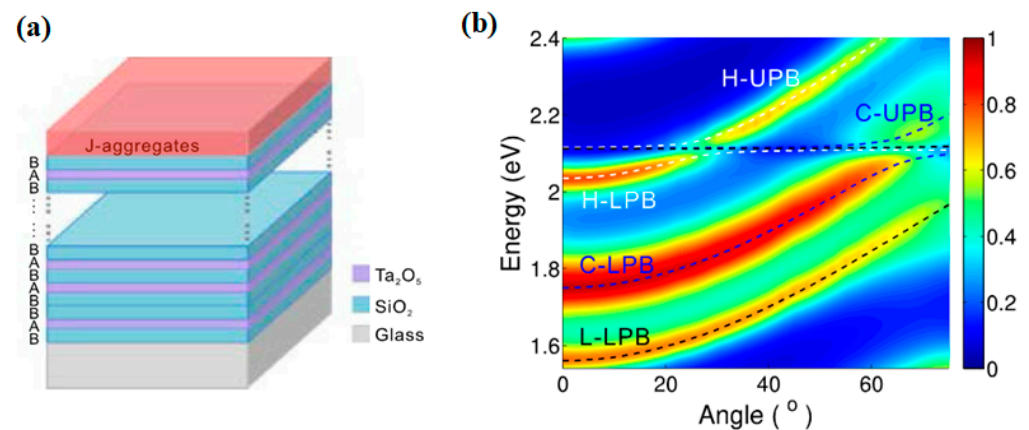 (a)
J-aggregates
B
A
B
B
A
B
A
B
B
A
B
Ta₂O₅
SiO₂
Glass
(b)
2.4
2.2
2
1.8
1.6
Energy (eV)
H-UPB
C-UPB
H-LPB
C-LPB
L-LPB
0
20
40
60
Angle ( ° )
1
0.8
0.6
0.4
0.2
0